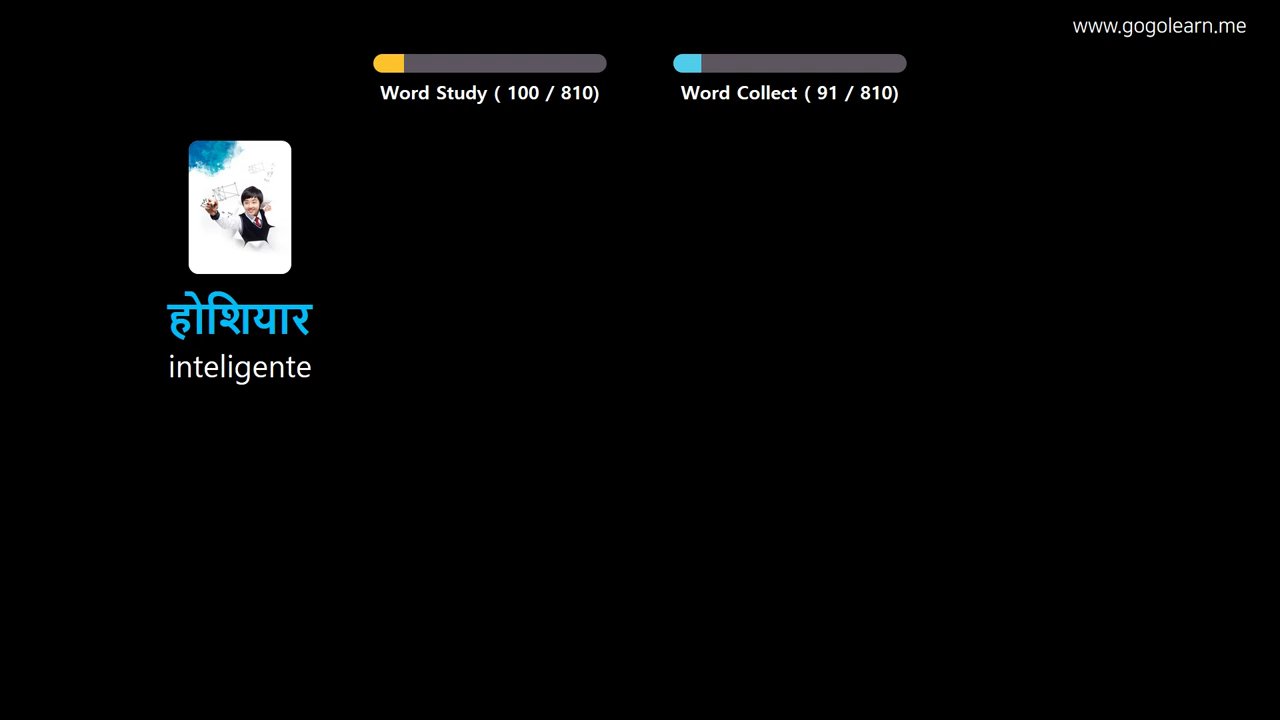 www.gogolearn.me
Word Study ( 100 / 810)
Word Collect ( 91 / 810)
होशियार
inteligente